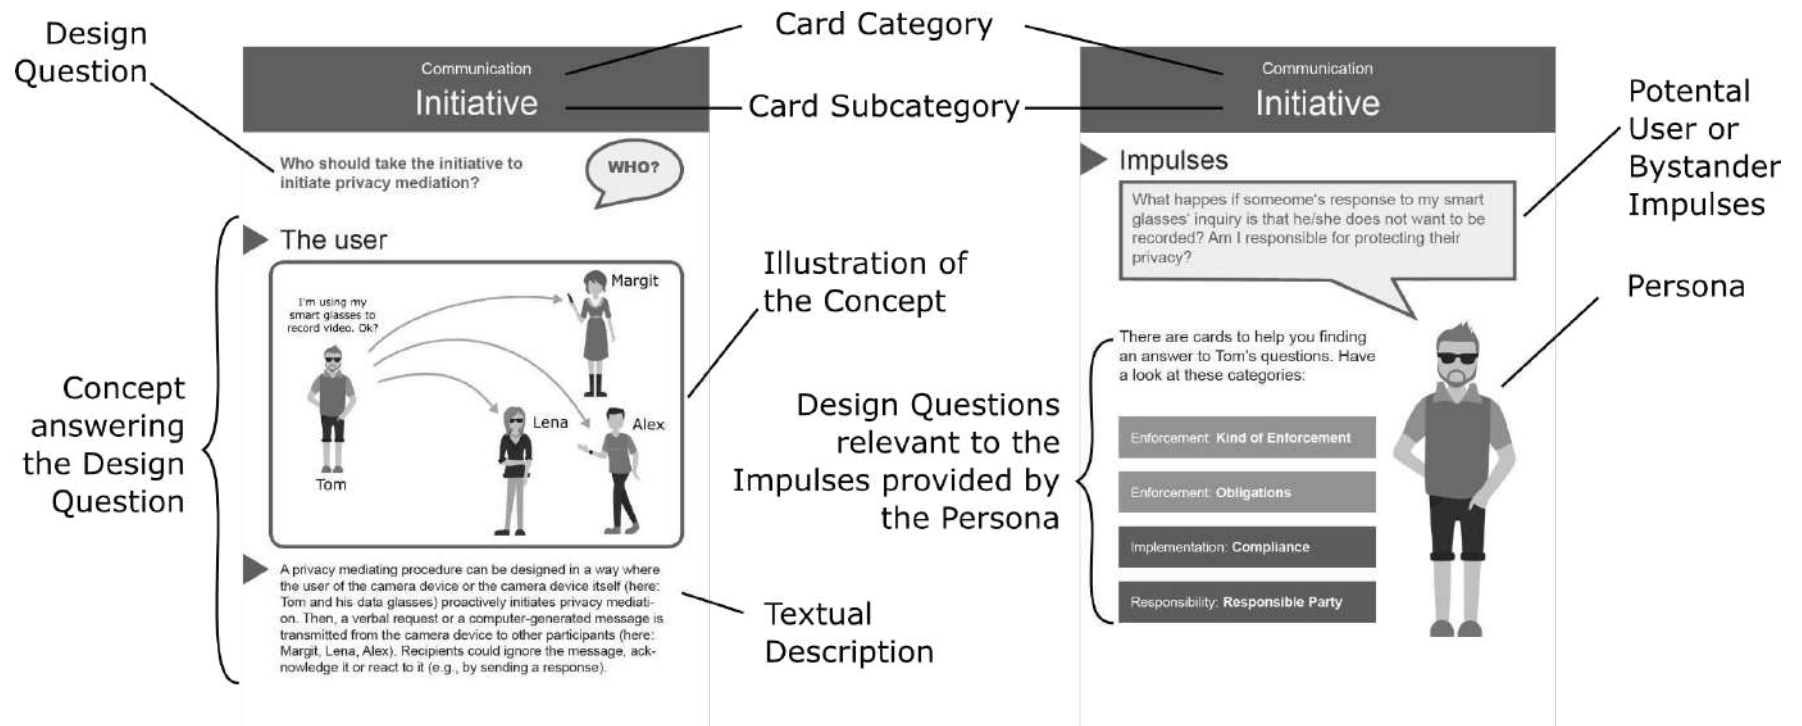 Design
Question
Card Category
Card Subcategory
Communication
Initiative
Who should take the initiative to
initiate privacy mediation?
WHO?
The user
I'm using my
smart glasses to
record video. Ok?
Margit
Lena
Alex
Tom
A privacy mediating procedure can be designed in a way where
the user of the camera device or the camera device itself (here:
Tom and his data glasses) proactively initiates privacy mediati-
on. Then, a verbal request or a computer-generated message is
transmitted from the camera device to other participants (here:
Margit, Lena, Alex). Recipients could ignore the message, ack-
nowledge it or react to it (e.g., by sending a response).
Concept
answering
the Design
Question
Illustration of
the Concept
Textual
Description
Communication
Initiative
Impulses
What happes if someone's response to my smart
glasses' inquiry is that he/she does not want to be
recorded? Am I responsible for protecting their
privacy?
There are cards to help you finding
an answer to Tom's questions. Have
a look at these categories:
Enforcement: Kind of Enforcement
Enforcement: Obligations
Implementation: Compliance
Responsibility: Responsible Party
Design Questions
relevant to the
Impulses provided by
the Persona
Potential
User or
Bystander
Impulses
Persona